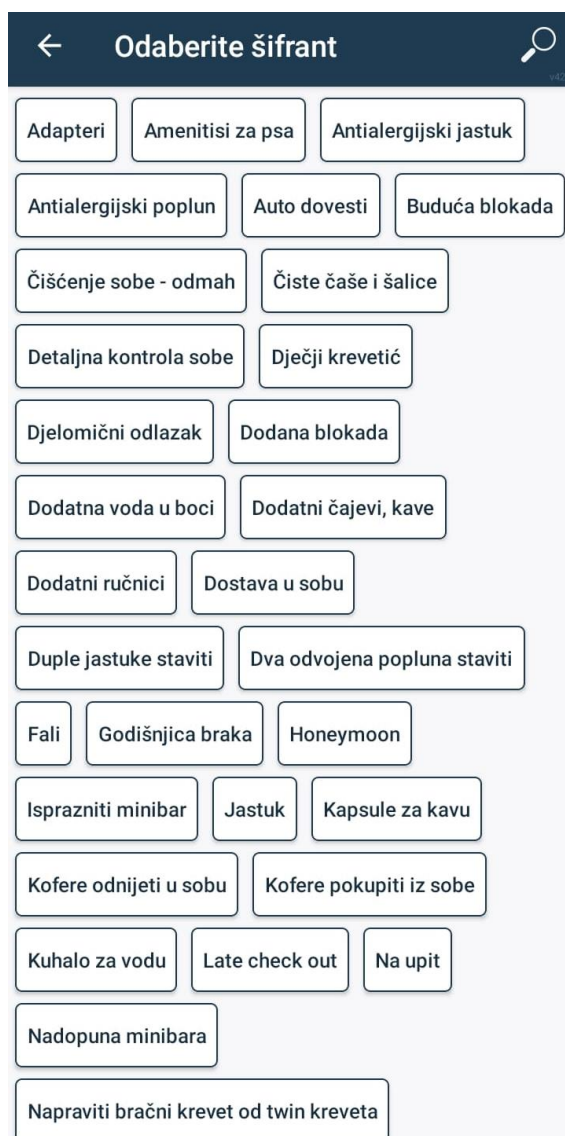 Odaberite šifrant
v42
Adapteri Amenitisi za psa Antialergijski jastuk
Antialergijski poplun Auto dovesti Buduća blokada
Čišćenje sobe - odmah Čiste čaše i šalice
Detaljna kontrola sobe Dječji krevetić
Djelomični odlazak Dodana blokada
Dodatna voda u boci Dodatni čajevi, kave
Dodatni ručnici Dostava u sobu
Duple jastuke staviti Dva odvojena popluna staviti
Fali Godišnjica braka Honeymoon
Isprazniti minibar Jastuk Kapsule za kavu
Kofere odnijeti u sobu Kofere pokupiti iz sobe
Kuhalo za vodu Late check out Na upit
Nadopuna minibara
Napraviti bračni krevet od twin kreveta